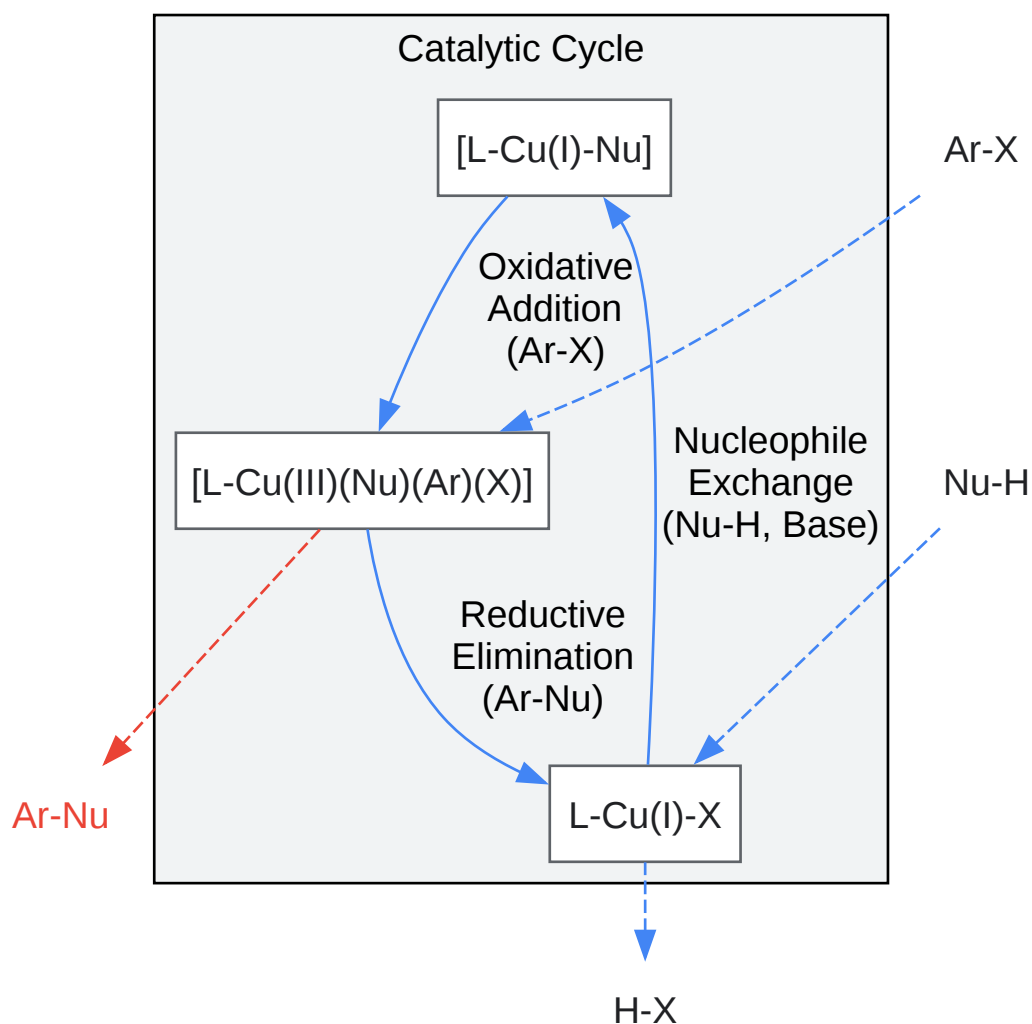 Catalytic Cycle
[L-Cu(I)-Nu]
Ar-X
Oxidative
Addition
(Ar-X)
[L-Cu(III)(Nu)(Ar)(X)]
Nucleophile
Exchange
(Nu-H, Base)
Nu-H
Reductive
Elimination
(Ar-Nu)
Ar-Nu
L-Cu(I)-X
H-X